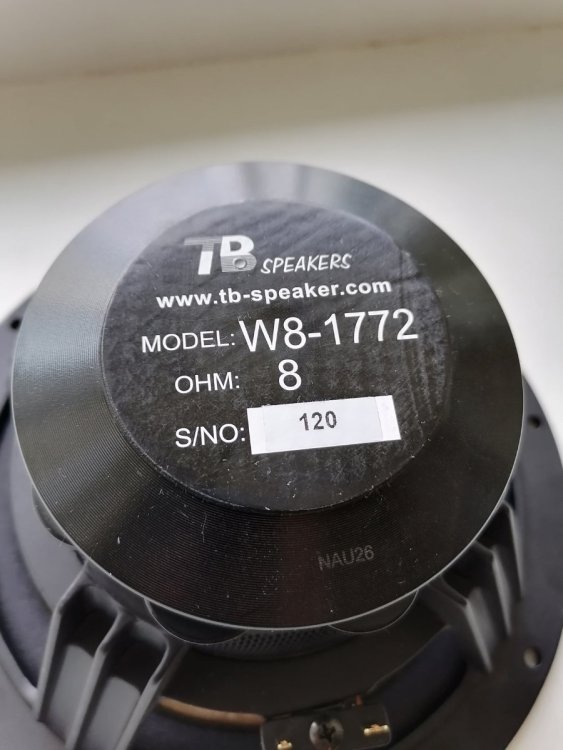 TB SPEAKERS
www.tb-speaker.com
MODEL: W8-1772
OHM: 8
S/NO: 120
NAU26